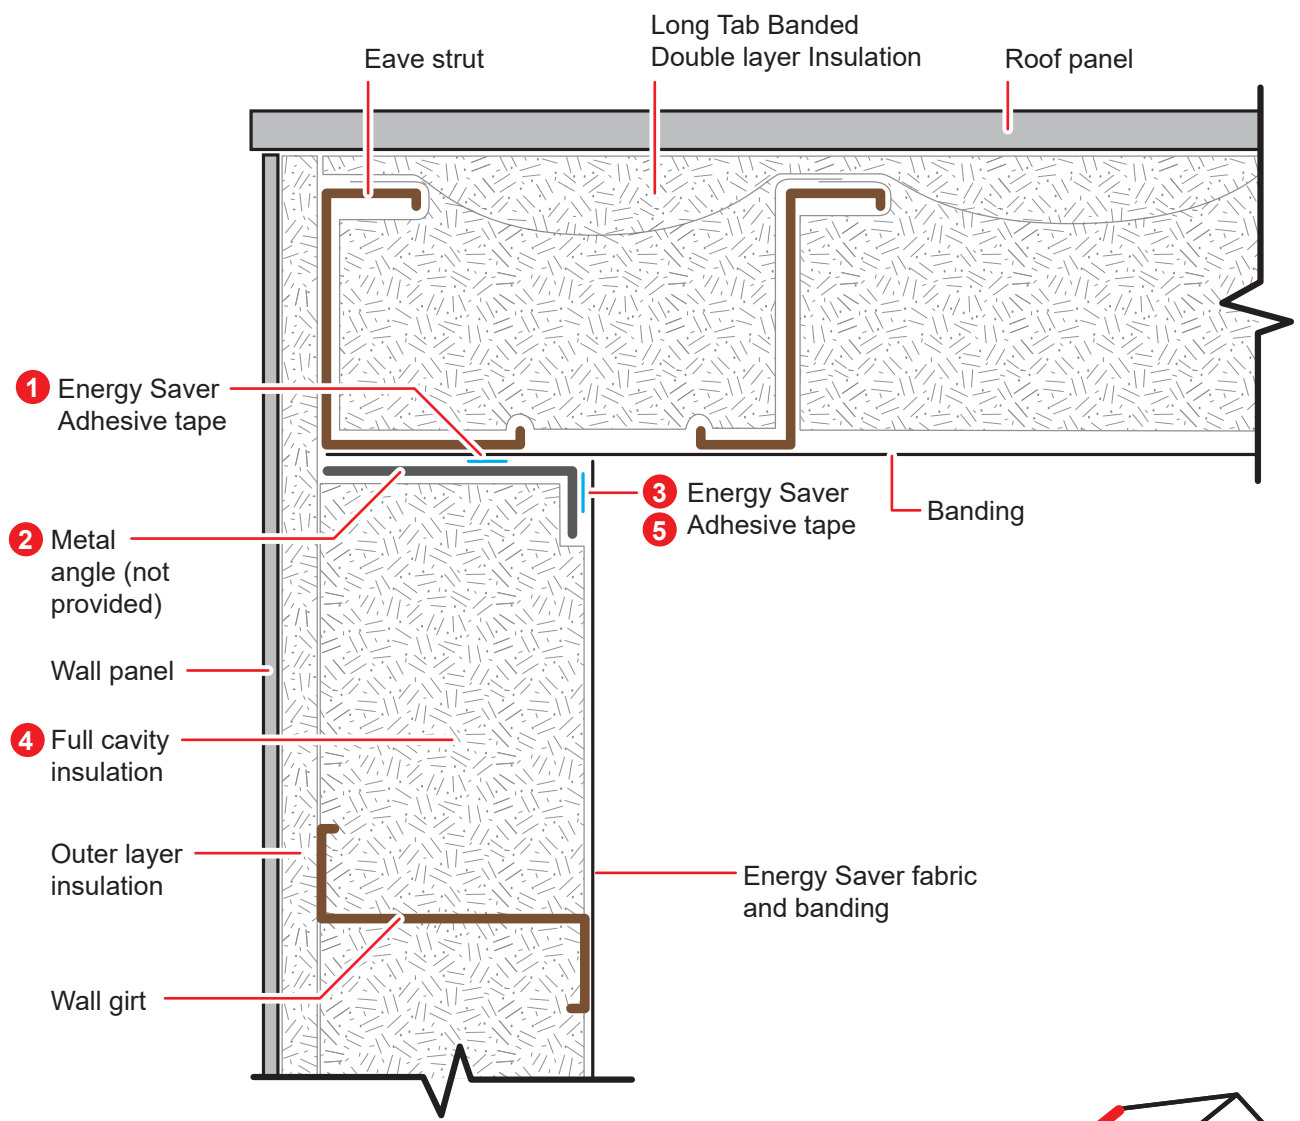 Long Tab Banded
Double layer Insulation
Eave strut
Roof panel
1 Energy Saver
Adhesive tape
3 Energy Saver
5 Adhesive tape
Banding
2 Metal
angle (not
provided)
Wall panel
4 Full cavity
insulation
Outer layer
insulation
Energy Saver fabric
and banding
Wall girt